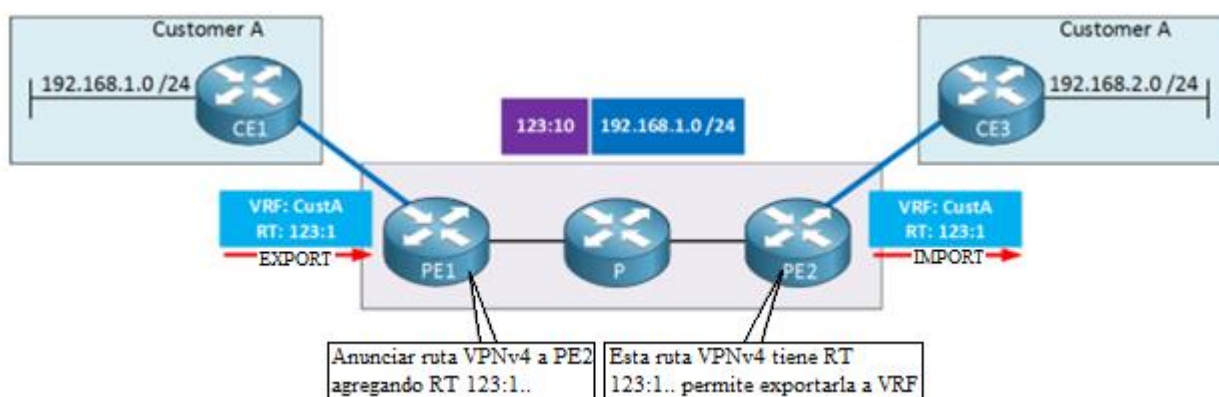 Customer A
192.168.1.0 /24
CE1
Customer A
192.168.2.0 /24
CE3
123:10 192.168.1.0 /24
VRF: CustA
RT: 123:1
EXPORT
PE1
P
PE2
VRF: CustA
RT: 123:1
IMPORT
Anunciar ruta VPNv4 a PE2
agregando RT 123:1..
Esta ruta VPNv4 tiene RT
123:1.. permite exportarla a VRF